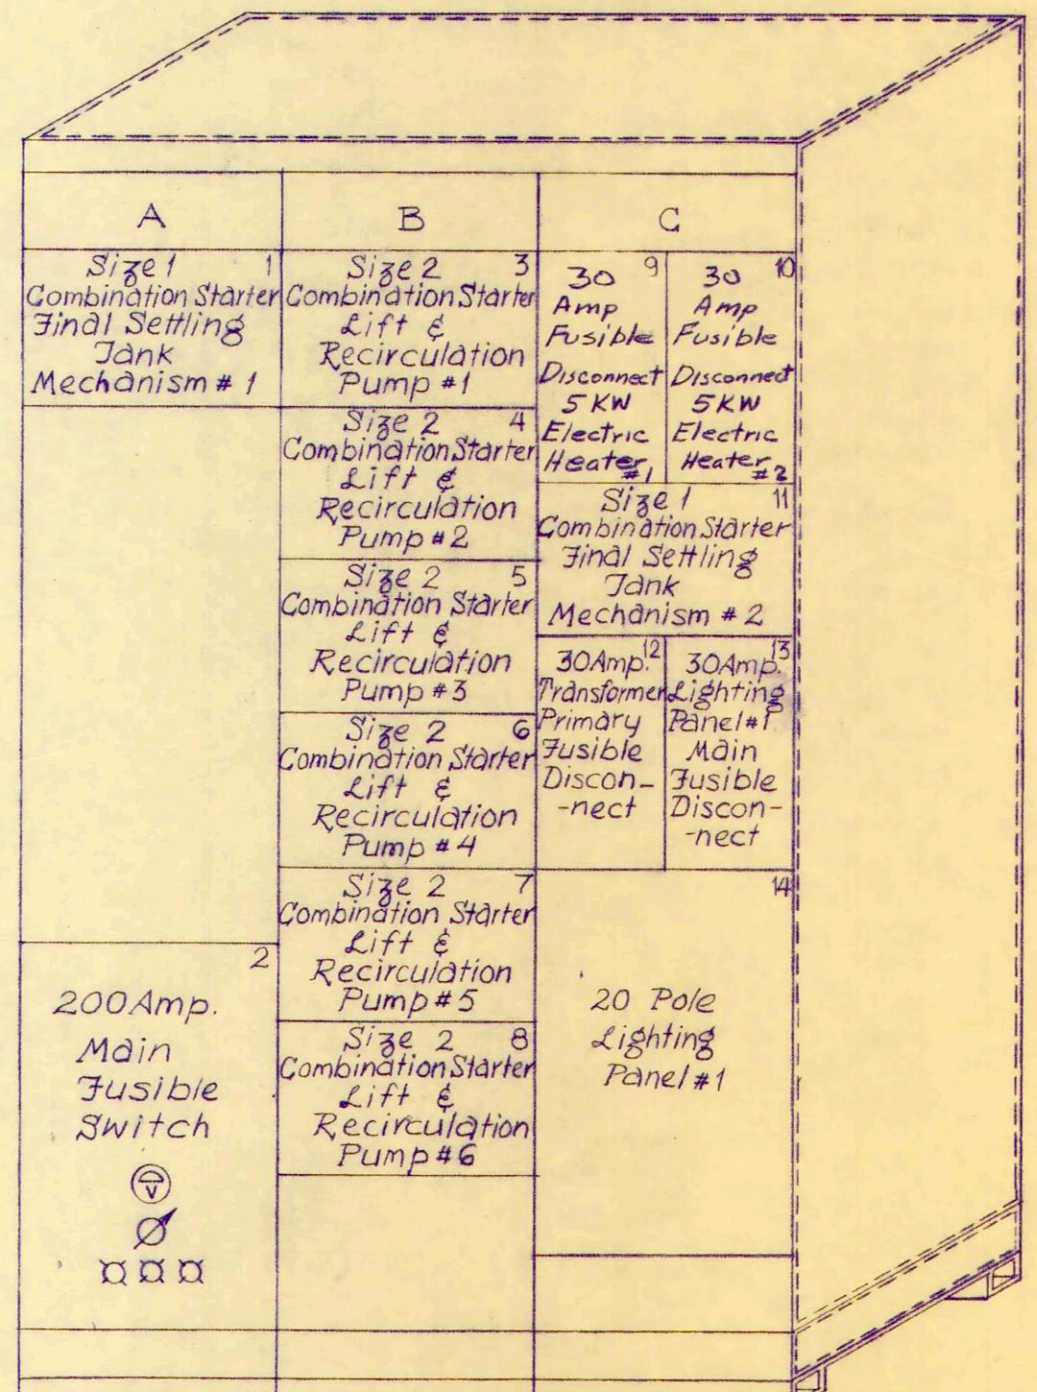 A
B
C
Size 1 1
Combination Starter
Final Settling
Tank
Mechanism # 1
2
200 Amp.
Main
Fusible
Switch
V
Size 2 3
Combination Starter
Lift &
Recirculation
Pump #1
Size 2 4
Combination Starter
Lift &
Recirculation
Pump #2
Size 2 5
Combination Starter
Lift &
Recirculation
Pump #3
Size 2 6
Combination Starter
Lift &
Recirculation
Pump #4
Size 2 7
Combination Starter
Lift &
Recirculation
Pump #5
Size 2 8
Combination Starter
Lift &
Recirculation
Pump #6
30 9
Amp
Fusible
Disconnect
5 KW
Electric
Heater #1
30 10
Amp
Fusible
Disconnect
5 KW
Electric
Heater #2
Size 1 11
Combination Starter
Final Settling
Tank
Mechanism # 2
30 Amp. 12
Transformer
Primary
Fusible
Discon-
-nect
30 Amp. 13
Lighting
Panel #1
Main
Fusible
Discon-
-nect
14
20 Pole
Lighting
Panel #1